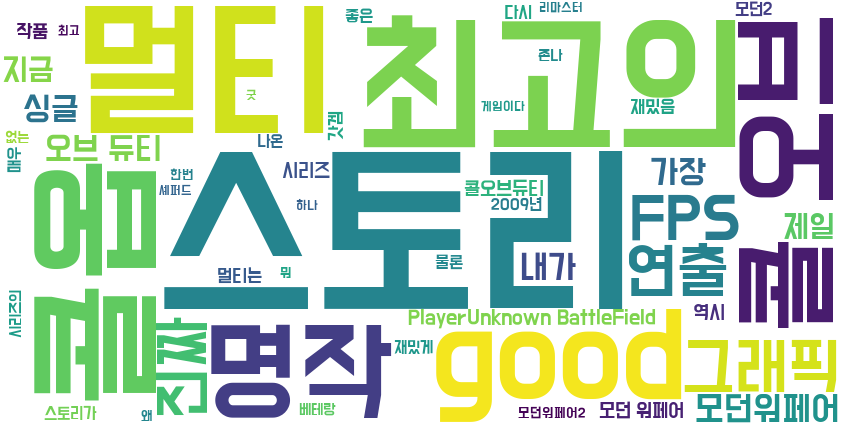 작품
최고
멀티
좋은
최고의
다시
리마스터
모던2
지금
싱글
굿
존나
게임이다
재밌음
없는
오브 듀티
나온
갓겜
한번
세퍼드
시리즈
하나
스토리
콜오브듀티
2009년
가장
FPS
제일
멀티는
뭐
물론
내가
연출
시리즈의
진짜
명작
재밌게
PlayerUnknown BattleField
역시
good
그래픽
스토리가
왜
베테랑
모던워페어2
모던 워페어
모던워페어